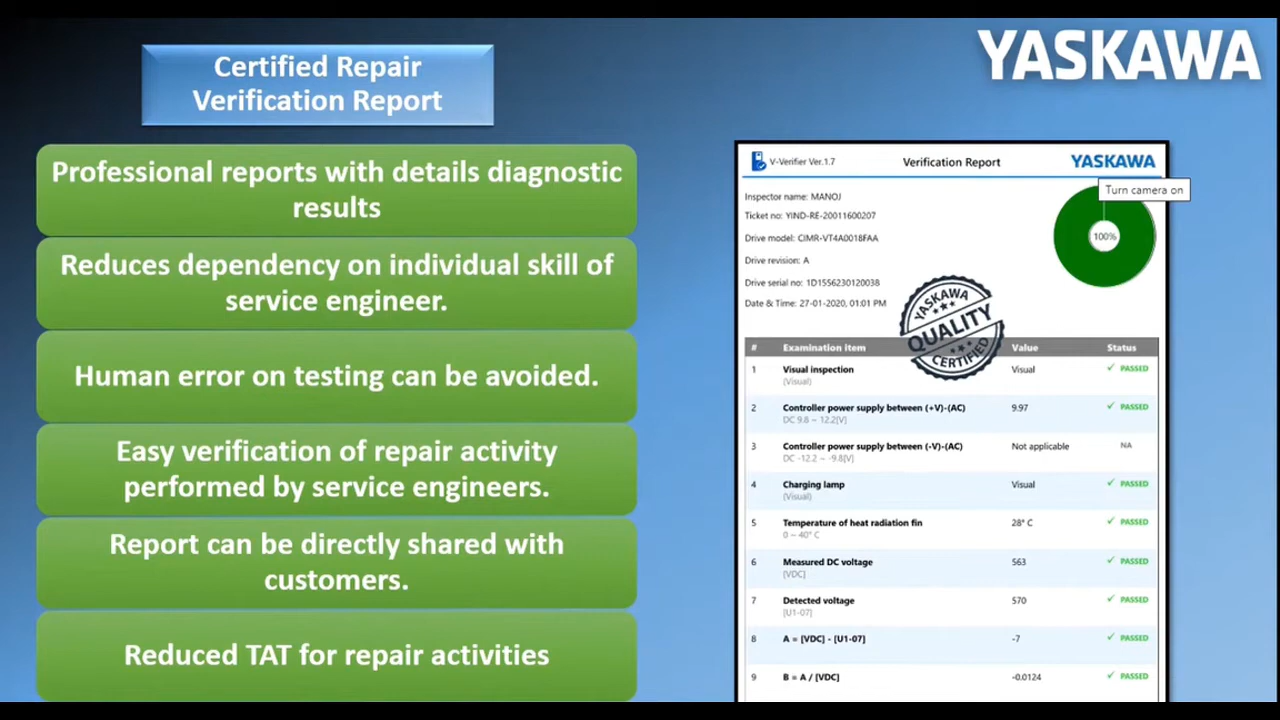 YASKAWA
Certified Repair
Verification Report
Professional reports with details diagnostic
results
Reduces dependency on individual skill of
service engineer.
Human error on testing can be avoided.
Easy verification of repair activity
performed by service engineers.
Report can be directly shared with
customers.
Reduced TAT for repair activities
V-Verifier Ver.1.7 Verification Report YASKAWA
Turn camera on
Inspector name: MANOJ
Ticket no: YIND-RE-20011600207
Drive model: CIMR-VT4A0018FAA
Drive revision: A
Drive serial no: 1D1556230120038
Date & Time: 27-01-2020, 01:01 PM
100%
YASKAWA
QUALITY
CERTIFIED
# Examination item Value Status
1 Visual inspection Visual ✓ PASSED
(Visual)
2 Controller power supply between (+V)-(AC) 9.97 ✓ PASSED
DC 9.8 ~ 12.2[V]
3 Controller power supply between (-V)-(AC) Not applicable NA
DC -12.2 ~ -9.8[V]
4 Charging lamp Visual ✓ PASSED
(Visual)
5 Temperature of heat radiation fin 28° C ✓ PASSED
0 ~ 40° C
6 Measured DC voltage 563 ✓ PASSED
[VDC]
7 Detected voltage 570 ✓ PASSED
[U1-07]
8 A = [VDC] - [U1-07] -7 ✓ PASSED
9 B = A / [VDC] -0.0124 ✓ PASSED